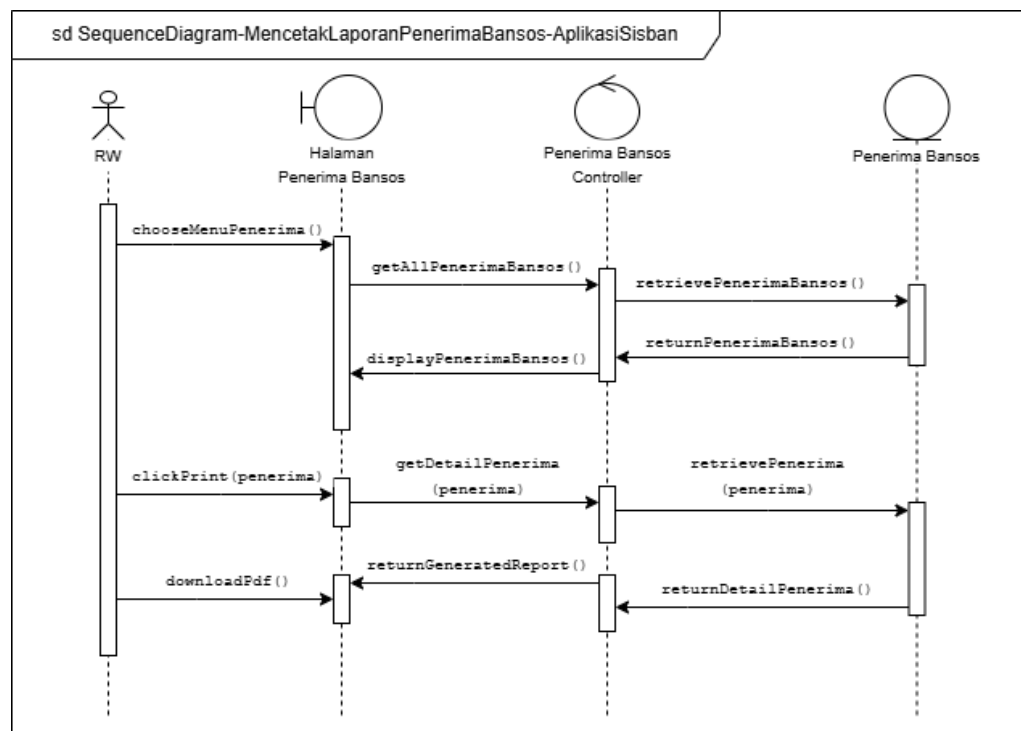 sd SequenceDiagram-MencetakLaporanPenerimaBansos-AplikasiSisban
RW
Halaman
Penerima Bansos
Penerima Bansos
Controller
Penerima Bansos
chooseMenuPenerima()
getAllPenerimaBansos()
retrievePenerimaBansos()
returnPenerimaBansos()
displayPenerimaBansos()
clickPrint(penerima)
getDetailPenerima
(penerima)
retrievePenerima
(penerima)
returnGeneratedReport()
downloadPdf()
returnDetailPenerima()